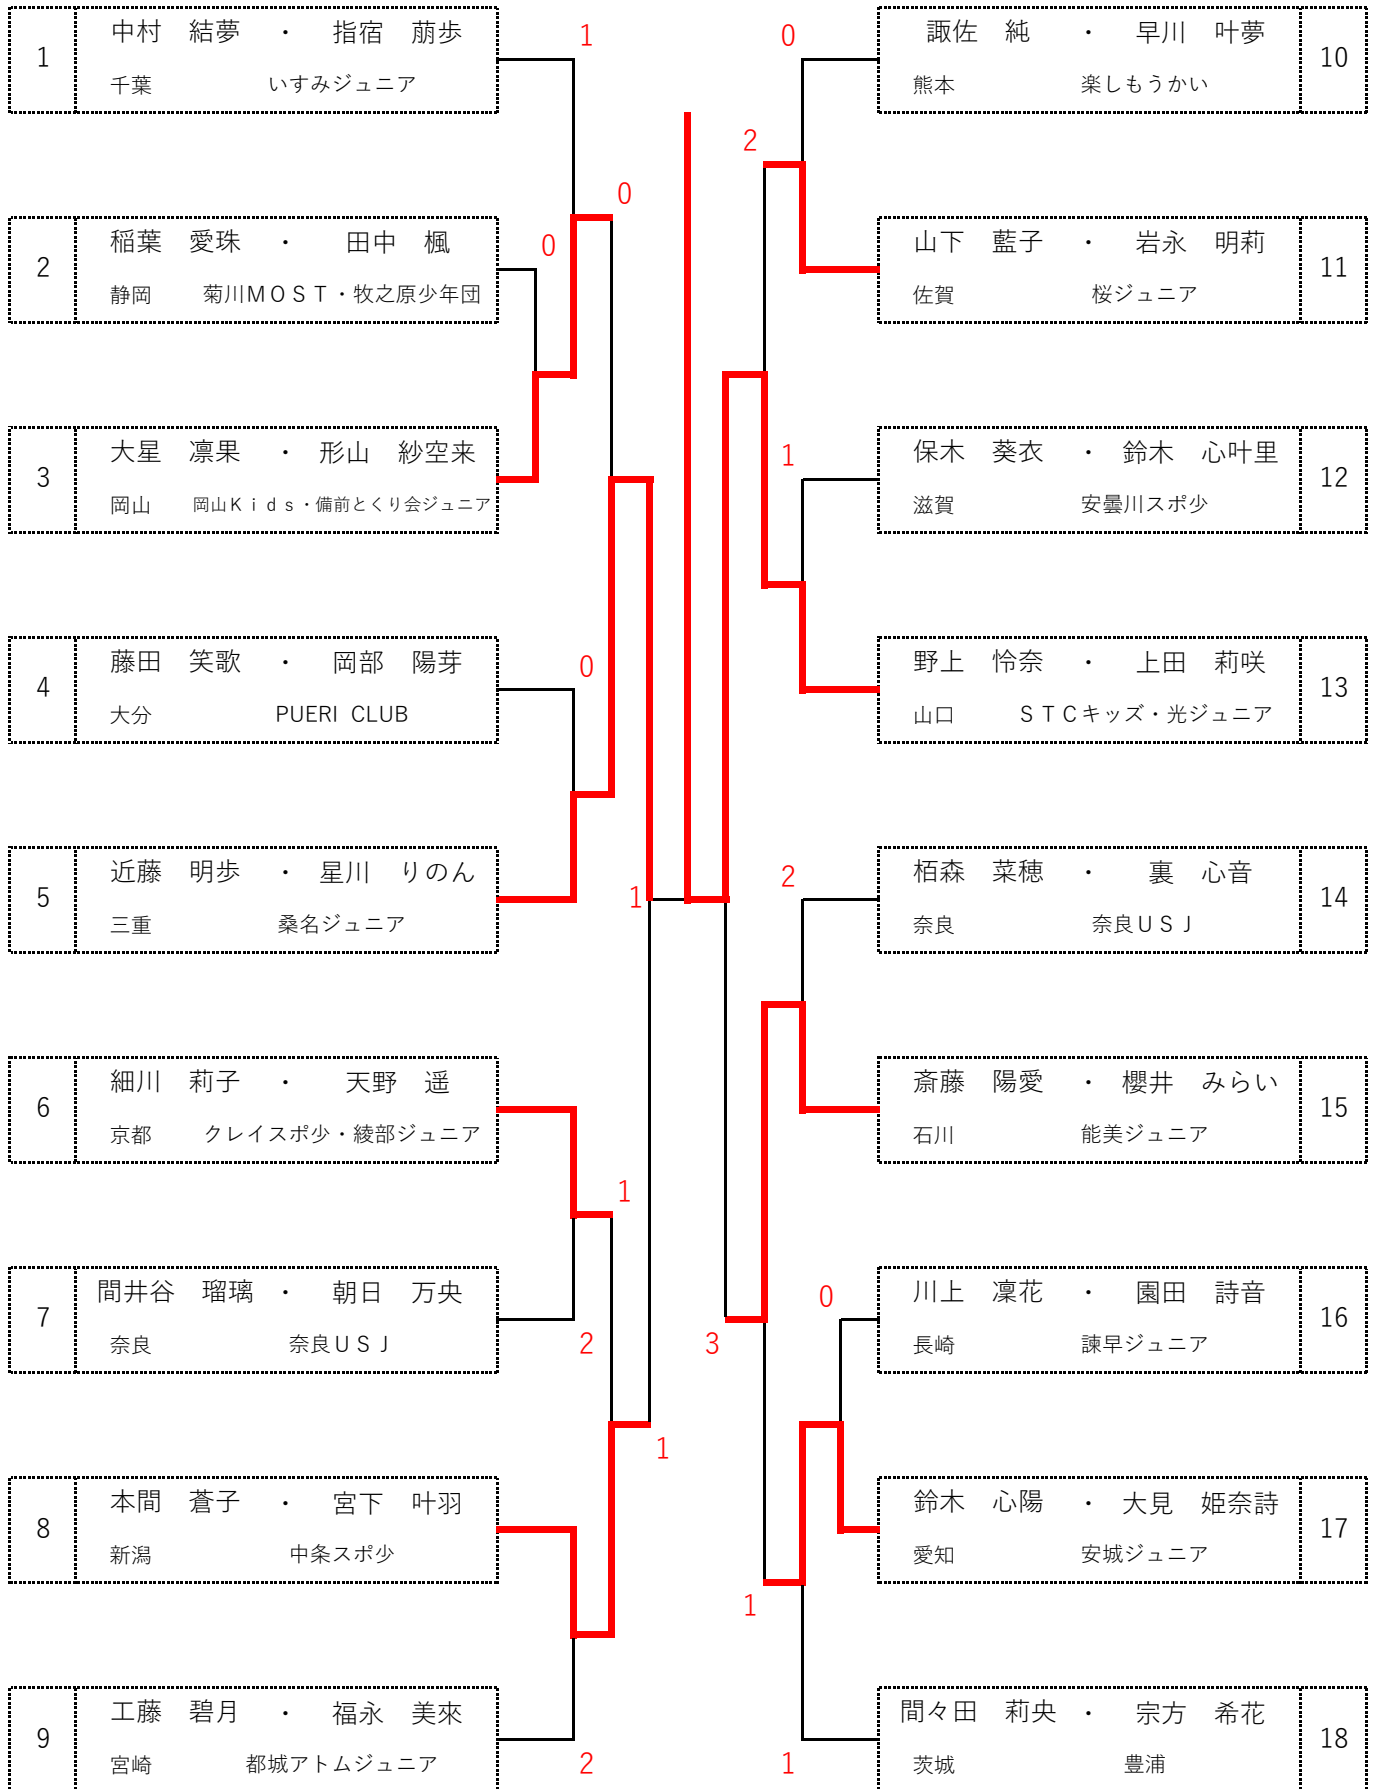 1
中村　結夢　・　指宿　萠歩
千葉　いすみジュニア
2
稲葉　愛珠　・　田中　楓
静岡　菊川ＭＯＳＴ・牧之原少年団
3
大星　凛果　・　形山　紗空来
岡山　岡山Ｋｉｄｓ・備前とくり会ジュニア
4
藤田　笑歌　・　岡部　陽芽
大分　PUERI CLUB
5
近藤　明歩　・　星川　りのん
三重　桑名ジュニア
6
細川　莉子　・　天野　遥
京都　クレイスポ少・綾部ジュニア
7
間井谷　瑠璃　・　朝日　万央
奈良　奈良ＵＳＪ
8
本間　蒼子　・　宮下　叶羽
新潟　中条スポ少
9
工藤　碧月　・　福永　美來
宮崎　都城アトムジュニア
1
0
0
0
1
1
2
1
2
0
2
1
2
0
3
1
1
諏佐　純　・　早川　叶夢
熊本　楽しもうかい
10
山下　藍子　・　岩永　明莉
佐賀　桜ジュニア
11
保木　葵衣　・　鈴木　心叶里
滋賀　安曇川スポ少
12
野上　怜奈　・　上田　莉咲
山口　ＳＴＣキッズ・光ジュニア
13
栢森　菜穂　・　裏　心音
奈良　奈良ＵＳＪ
14
斎藤　陽愛　・　櫻井　みらい
石川　能美ジュニア
15
川上　凜花　・　園田　詩音
長崎　諫早ジュニア
16
鈴木　心陽　・　大見　姫奈詩
愛知　安城ジュニア
17
間々田　莉央　・　宗方　希花
茨城　豊浦
18